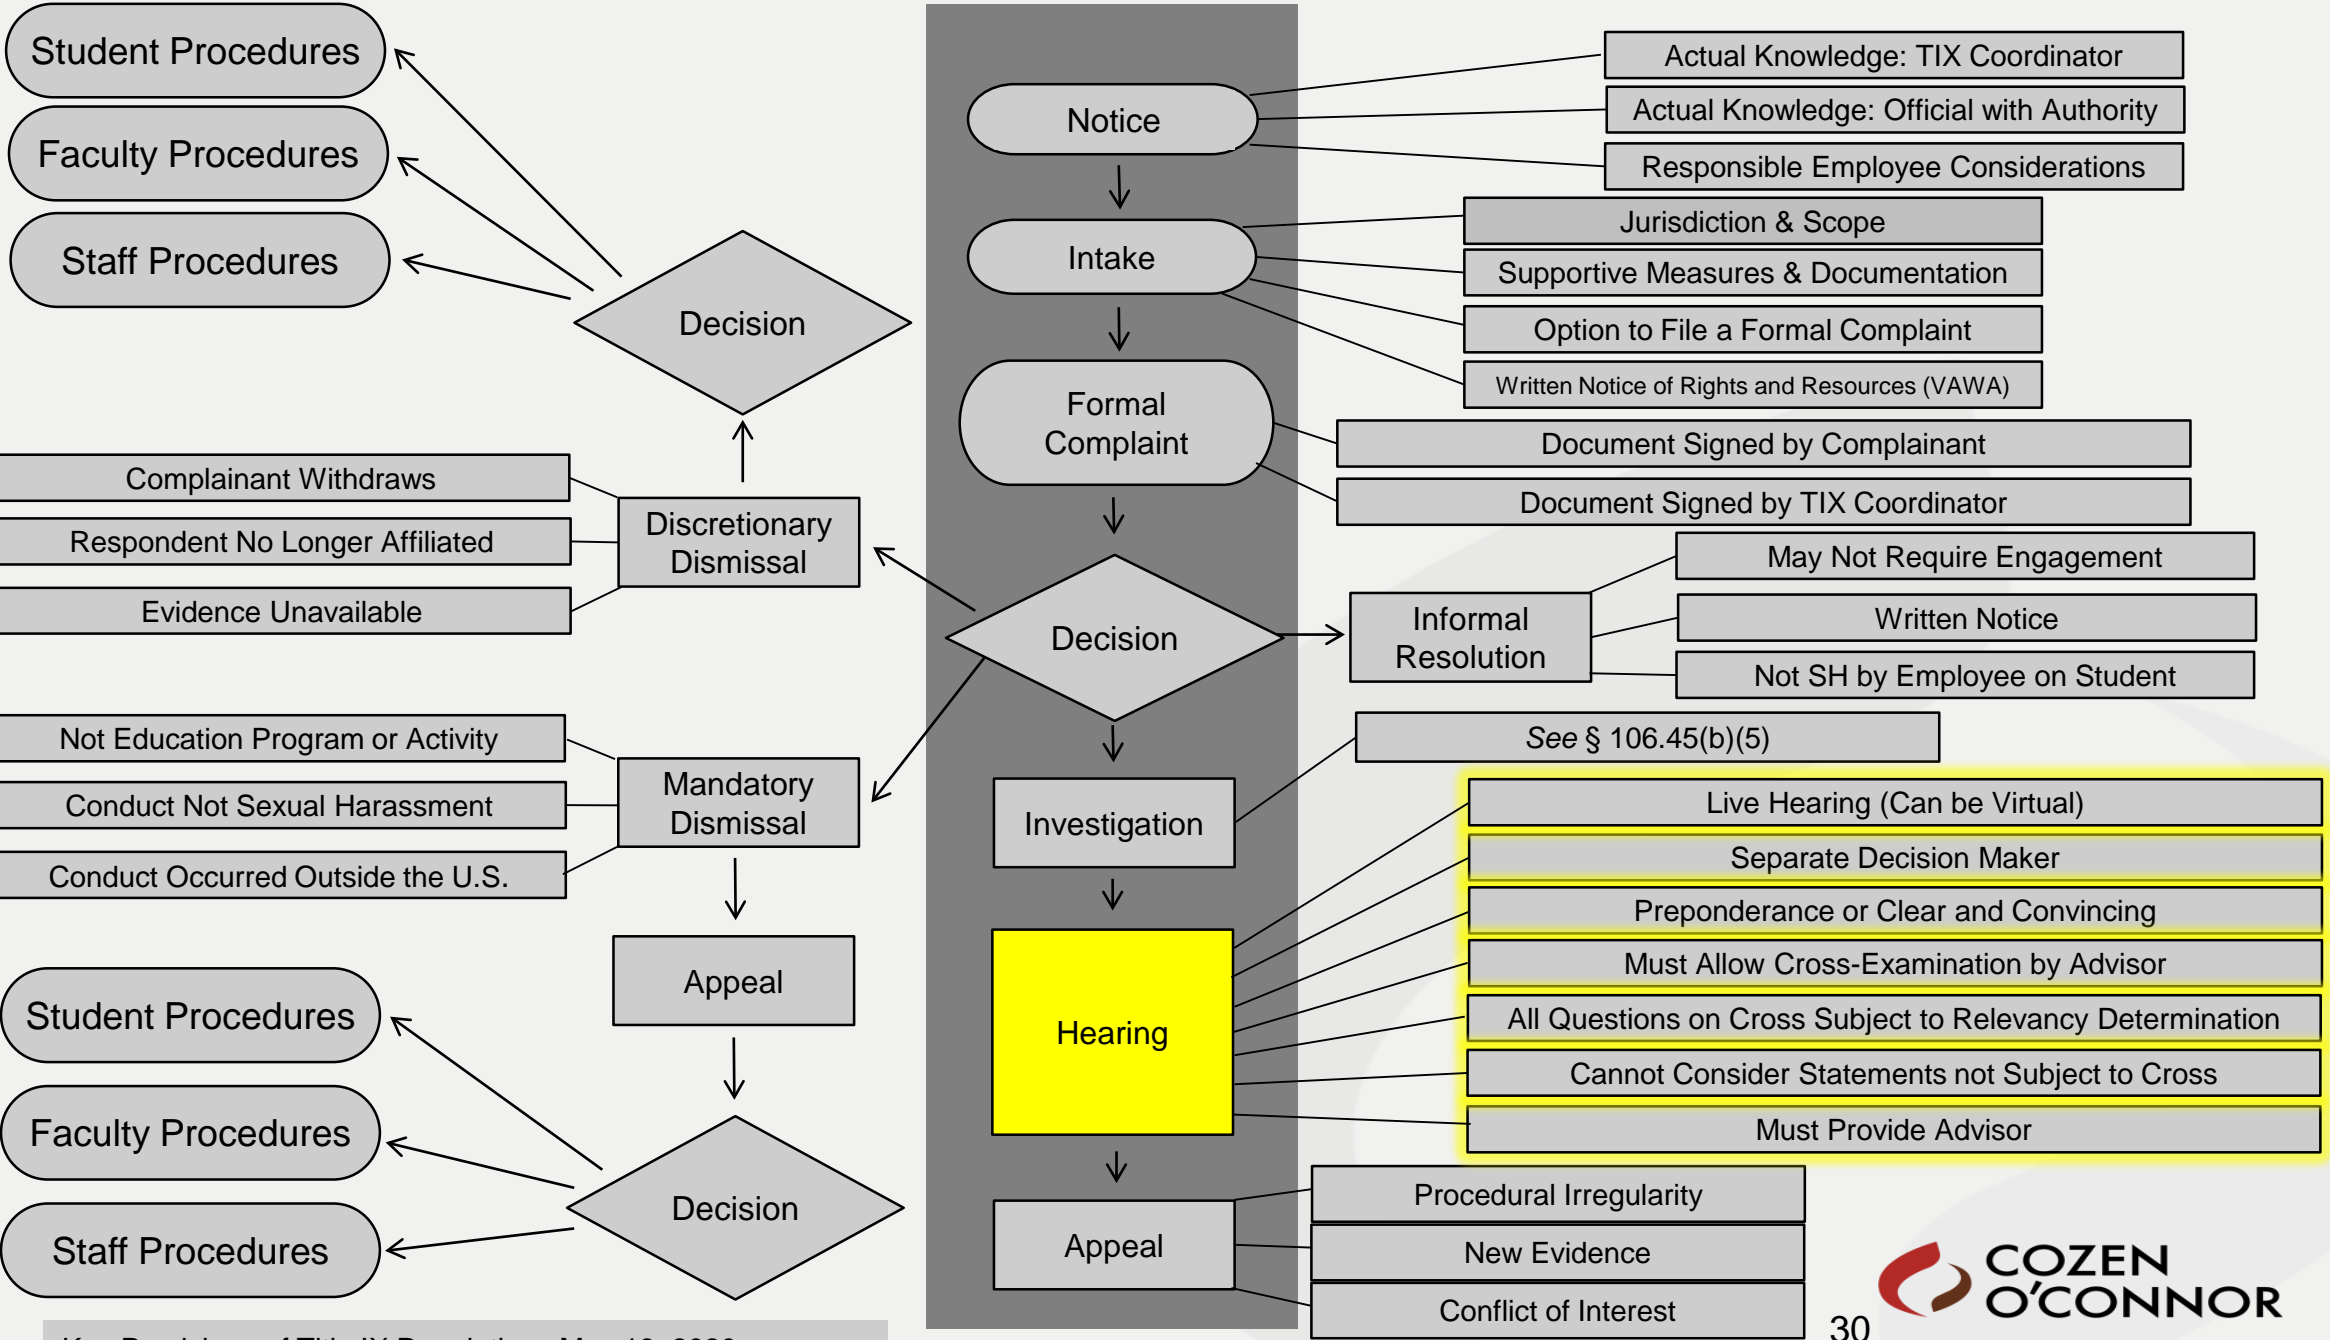 Student Procedures
Faculty Procedures
Staff Procedures
Decision
Complainant Withdraws
Respondent No Longer Affiliated
Evidence Unavailable
Discretionary
Dismissal
Not Education Program or Activity
Conduct Not Sexual Harassment
Conduct Occurred Outside the U.S.
Mandatory
Dismissal
Appeal
Student Procedures
Faculty Procedures
Staff Procedures
Decision
Notice
Actual Knowledge: TIX Coordinator
Actual Knowledge: Official with Authority
Responsible Employee Considerations
Intake
Jurisdiction & Scope
Supportive Measures & Documentation
Option to File a Formal Complaint
Written Notice of Rights and Resources (VAWA)
Formal
Complaint
Document Signed by Complainant
Document Signed by TIX Coordinator
Decision
Informal
Resolution
May Not Require Engagement
Written Notice
Not SH by Employee on Student
Investigation
See § 106.45(b)(5)
Hearing
Live Hearing (Can be Virtual)
Separate Decision Maker
Preponderance or Clear and Convincing
Must Allow Cross-Examination by Advisor
All Questions on Cross Subject to Relevancy Determination
Cannot Consider Statements not Subject to Cross
Must Provide Advisor
Appeal
Procedural Irregularity
New Evidence
Conflict of Interest
COZEN
O'CONNOR
30